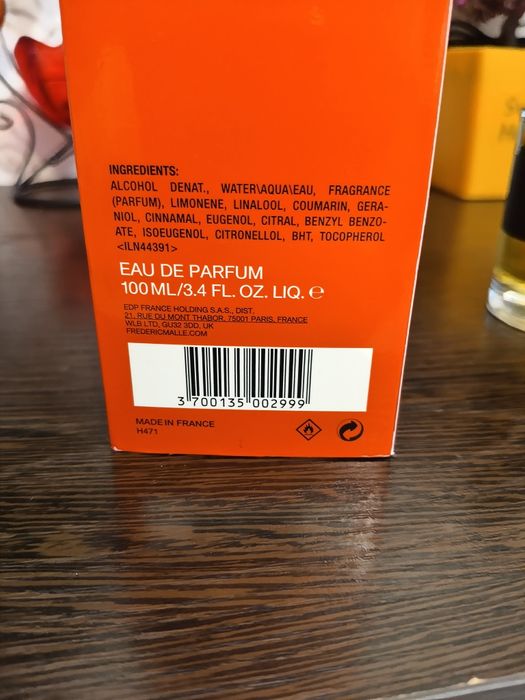 INGREDIENTS:
ALCOHOL DENAT., WATER\AQUA\EAU, FRAGRANCE
(PARFUM), LIMONENE, LINALOOL, COUMARIN, GERA-
NIOL, CINNAMAL, EUGENOL, CITRAL, BENZYL BENZO-
ATE, ISOEUGENOL, CITRONELLOL, BHT, TOCOPHEROL
<ILN44391>
EAU DE PARFUM
100 ML/3.4 FL. OZ. LIQ. ℮
EDP FRANCE HOLDING S.A.S., DIST.
21, RUE DU MONT THABOR, 75001 PARIS, FRANCE
WLB LTD, GU32 3DD, UK
FREDERICMALLE.COM
3 700135 002999
MADE IN FRANCE
H471